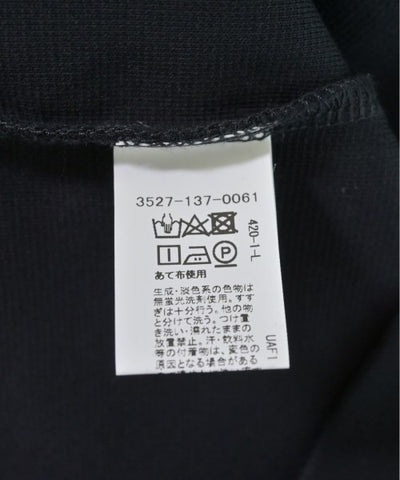 3527-137-0061
420-1-L
P
あて布使用
生成・淡色系の色物は
無蛍光洗剤使用。すす
ぎは十分行う。他の物
と分けて洗う。つけ置
き洗い・濡れたままの
放置禁止。汗・飲料水
等の付着物は、変色の
原因となる場合がある
UAF1